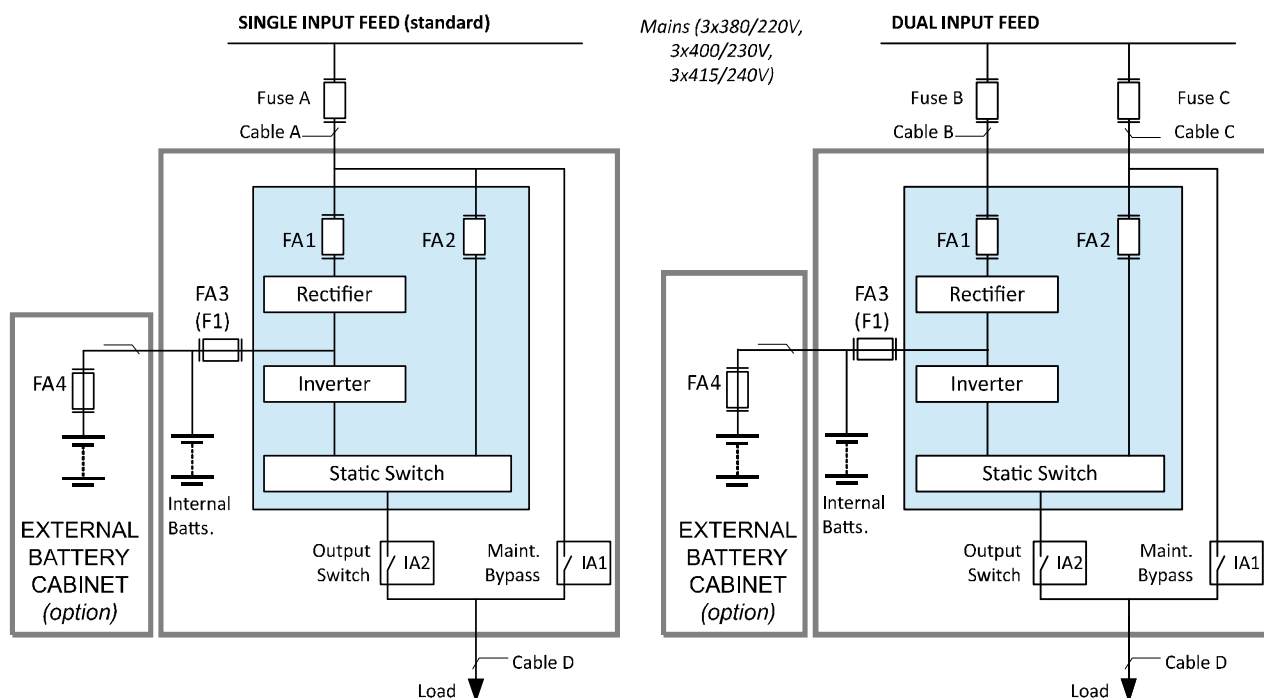 SINGLE INPUT FEED (standard)
Mains (3x380/220V,
3x400/230V,
3x415/240V)
DUAL INPUT FEED
Fuse A
Cable A
FA1
FA2
Rectifier
FA3
(F1)
Inverter
FA4
Static Switch
Internal
Batts.
EXTERNAL
BATTERY
CABINET
(option)
Output
Switch
IA2
Maint.
Bypass
IA1
Cable D
Load
Fuse B
Fuse C
Cable B
Cable C
FA1
FA2
Rectifier
FA3
(F1)
Inverter
FA4
Static Switch
Internal
Batts.
EXTERNAL
BATTERY
CABINET
(option)
Output
Switch
IA2
Maint.
Bypass
IA1
Cable D
Load